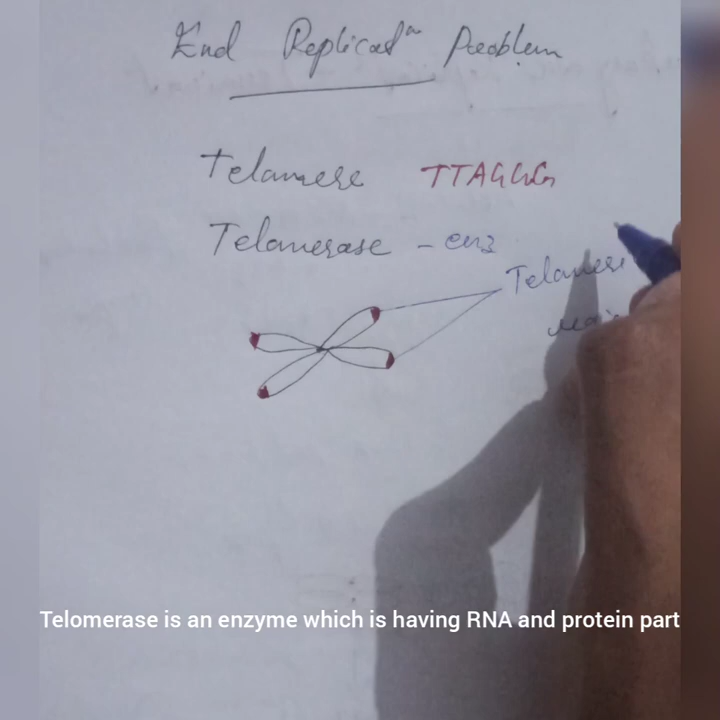 End Replicatn Problem
Telomere TTAGGG
Telomerase - enz
Telomere
Telomerase is an enzyme which is having RNA and protein part